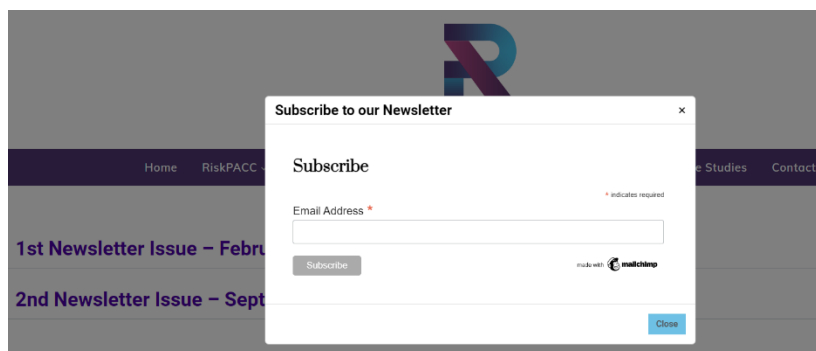 Subscribe to our Newsletter ×
Home RiskPACC e Studies Contact
Subscribe
* indicates required
Email Address *
Subscribe
made with mailchimp
1st Newsletter Issue – Febru
2nd Newsletter Issue – Sept
Close